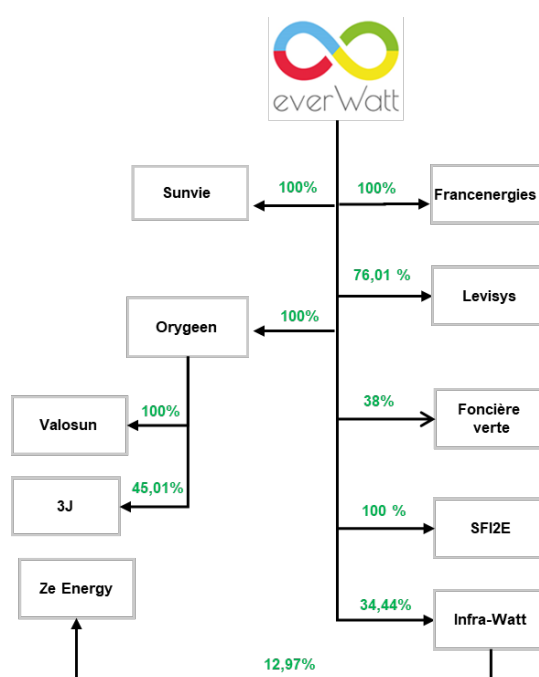 everWatt
Sunvie
100%
100%
Francenergies
76,01 %
Levisys
Orygeen
100%
Valosun
100%
38%
Foncière
verte
3J
45,01%
100 %
SFI2E
Ze Energy
34,44%
Infra-Watt
12,97%